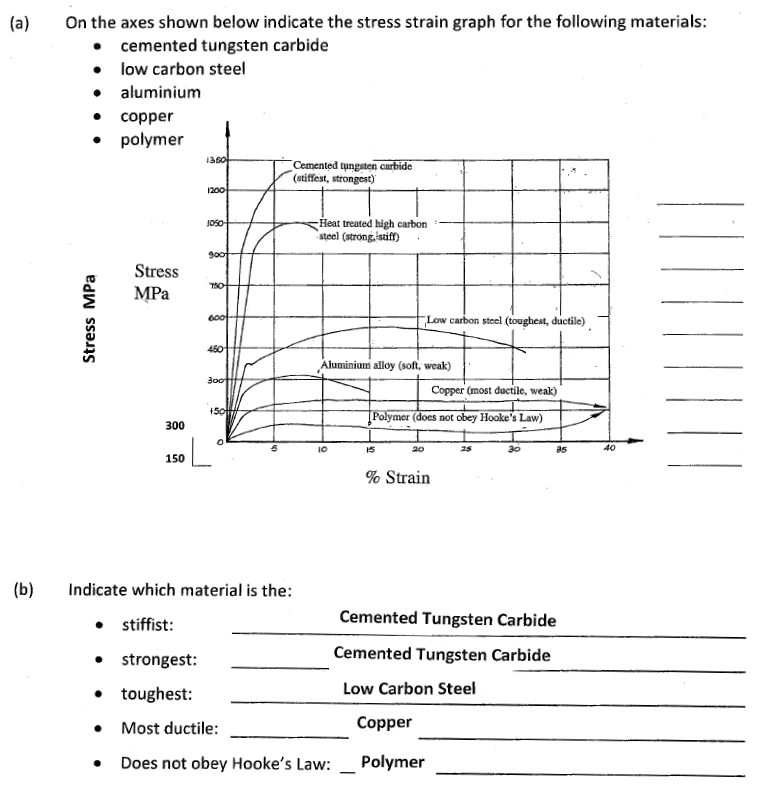 (a) On the axes shown below indicate the stress strain graph for the following materials:
• cemented tungsten carbide
• low carbon steel
• aluminium
• copper
• polymer
1350
Cemented tungsten carbide
(stiffest, strongest)
1200
1050
Heat treated high carbon
steel (strong, stiff)
900
Stress
MPa
Stress MPa
750
600
Low carbon steel (toughest, ductile)
450
Aluminium alloy (soft, weak)
300
Copper (most ductile, weak)
150
Polymer (does not obey Hooke's Law)
300
0
5 10 15 20 25 30 35 40
150
% Strain
(b) Indicate which material is the:
• stiffist: Cemented Tungsten Carbide
• strongest: Cemented Tungsten Carbide
• toughest: Low Carbon Steel
• Most ductile: Copper
• Does not obey Hooke's Law: Polymer